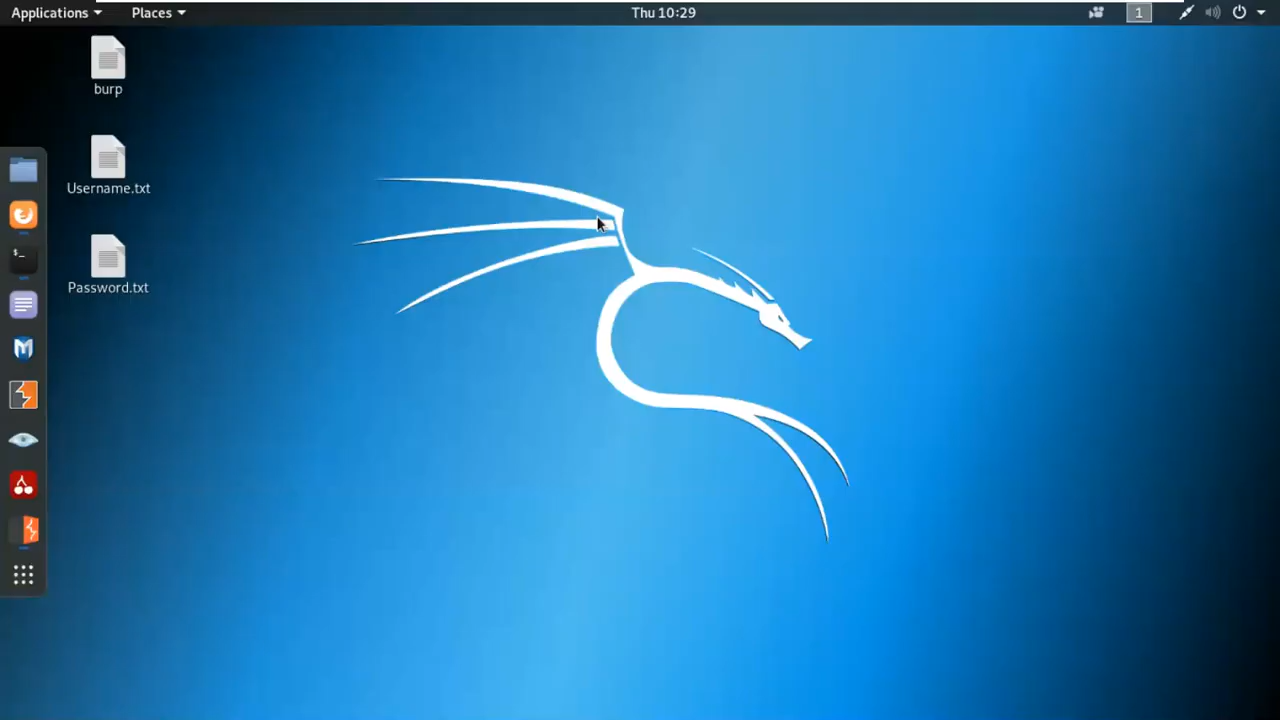 Applications Places Thu 10:29 1
burp
Username.txt
Password.txt
$_